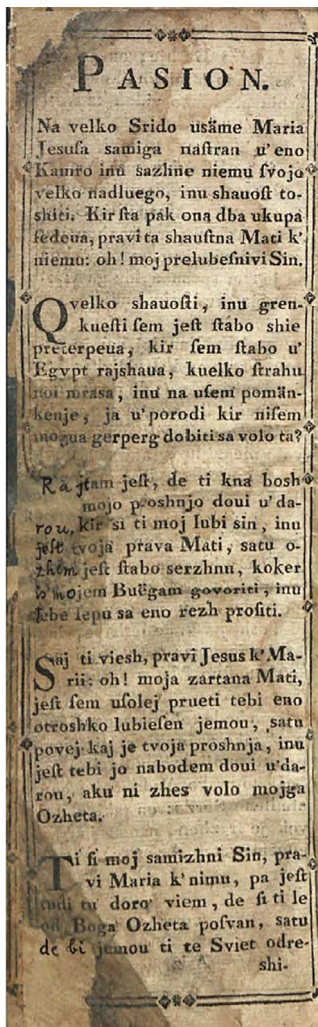 PASION.
Na velko Srido usäme Maria
Jesuſa samiga naſtran u'eno
Kamro inu sazhne niemu ſvojo
velko nadluego, inu shauoſt to-
shiti. Kir ſta pak ona dba ukupa
ſedeua, pravi ta shauſtna Mati k'
niemu: oh! moj prelubeſnivi Sin.
O velko shauoſti, inu gren-
kueſti ſem jeſt ſtabo shie
preterpeua, kir ſem ſtabo u'
Egypt rajshaua, kuelko ſtrahu
noi mrasa, inu na uſem pomän-
kenje, ja u'porodi kir niſem
mogua gerperg dobiti sa volo ta?
Rajtam jeſt, de ti kna boſh
mojo proshnjo doui u'da-
rou, kir si ti moj lubi sin, inu
jeſt tvoja prava Mati, satu o-
zhem jeſt ſtabo serzhnu, koker
s'mojem Buëgam govoriti, inu
tebe lepu sa eno rezh proſiti.
Saj ti vieſh, pravi Jesus k' Ma-
rii: oh! moja zartana Mati,
jeſt ſem uſolej prueti tebi eno
otroshko lubieſen jemou, satu
povej kaj je tvoja proshnja, inu
jeſt tebi jo nabodem doui u'da-
rou, aku ni zhes volo mojga
Ozheta.
Ti ſi moj samizhni Sin, pra-
vi Maria k' nimu, pa jeſt
tudi tu doro viem, de ſi ti le
od Boga Ozheta poſvan, satu
de bi jemou ti te Sviet odre-
shi-